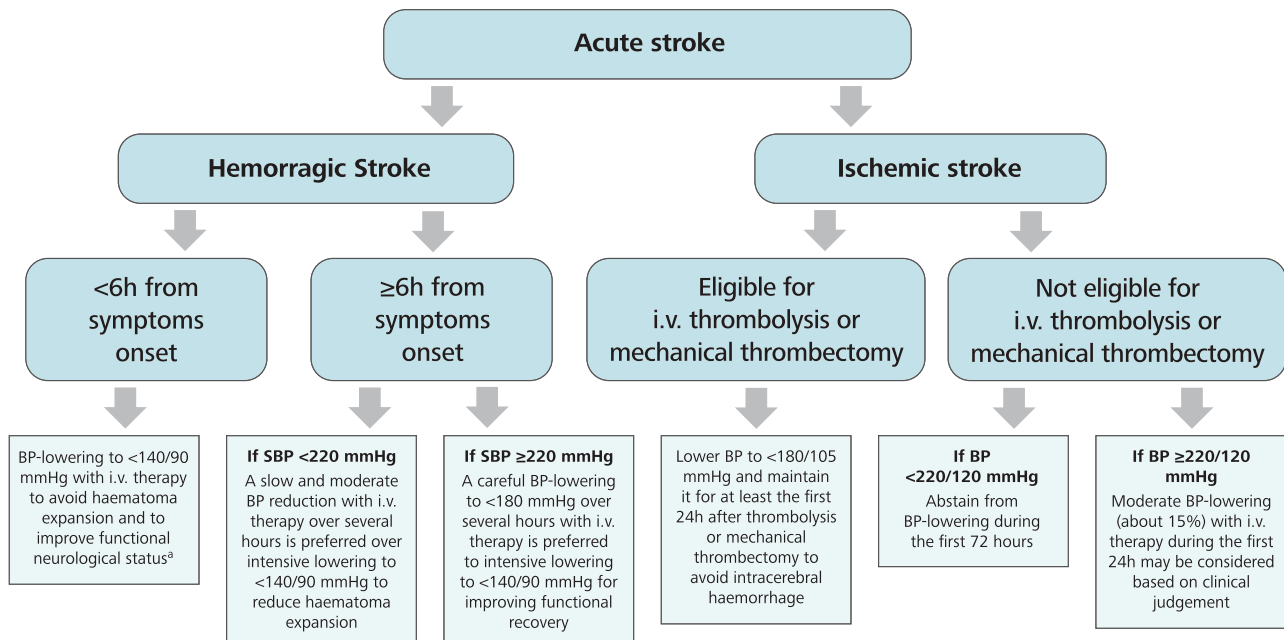 Acute stroke
Hemorragic Stroke
Ischemic stroke
<6h from
symptoms
onset
≥6h from
symptoms
onset
Eligible for
i.v. thrombolysis or
mechanical thrombectomy
Not eligible for
i.v. thrombolysis or
mechanical thrombectomy
BP-lowering to <140/90
mmHg with i.v. therapy
to avoid haematoma
expansion and to
improve functional
neurological statusᵃ
If SBP <220 mmHg
A slow and moderate
BP reduction with i.v.
therapy over several
hours is preferred over
intensive lowering to
<140/90 mmHg to
reduce haematoma
expansion
If SBP ≥220 mmHg
A careful BP-lowering
to <180 mmHg over
several hours with i.v.
therapy is preferred
to intensive lowering
to <140/90 mmHg for
improving functional
recovery
Lower BP to <180/105
mmHg and maintain
it for at least the first
24h after thrombolysis
or mechanical
thrombectomy to
avoid intracerebral
haemorrhage
If BP
<220/120 mmHg
Abstain from
BP-lowering during
the first 72 hours
If BP ≥220/120
mmHg
Moderate BP-lowering
(about 15%) with i.v.
therapy during the first
24h may be considered
based on clinical
judgement